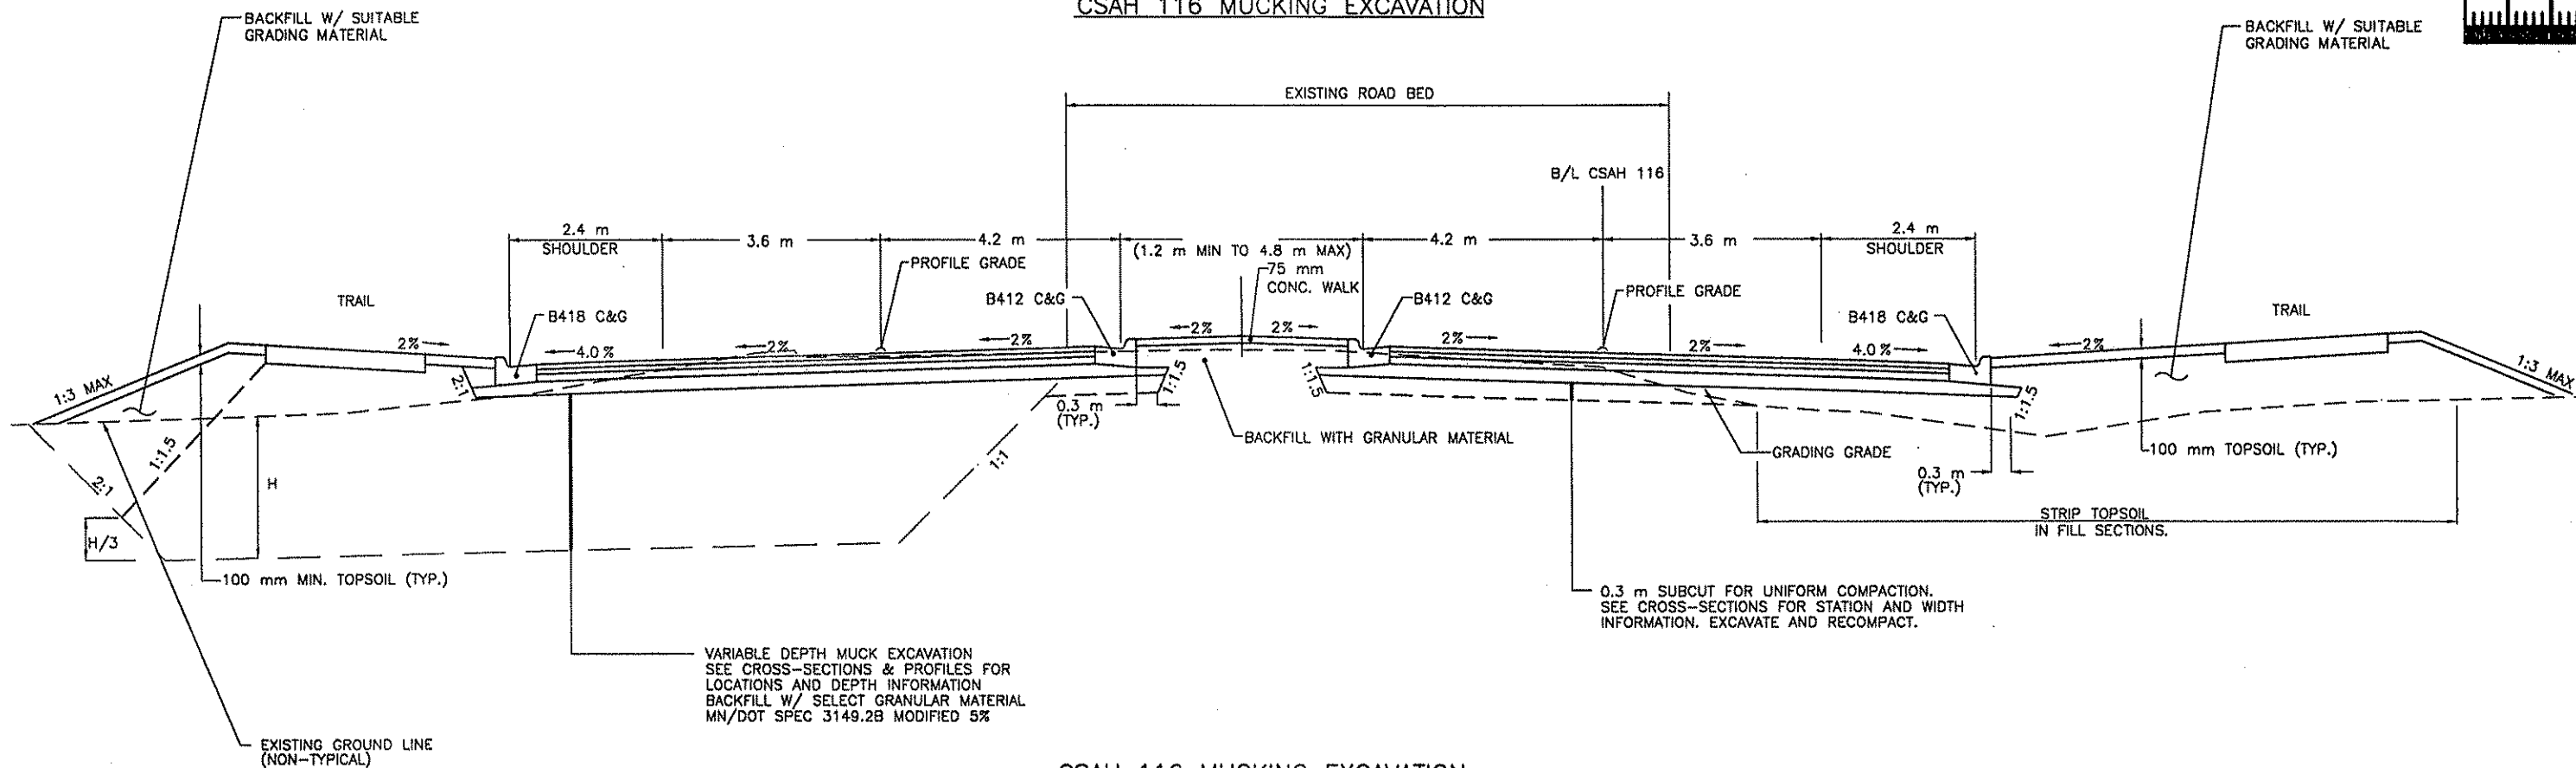 CSAH 116 MUCKING EXCAVATION
BACKFILL W/ SUITABLE
GRADING MATERIAL
BACKFILL W/ SUITABLE
GRADING MATERIAL
EXISTING ROAD BED
B/L CSAH 116
2.4 m
SHOULDER
3.6 m
4.2 m
(1.2 m MIN TO 4.8 m MAX)
4.2 m
3.6 m
2.4 m
SHOULDER
PROFILE GRADE
75 mm
CONC. WALK
PROFILE GRADE
TRAIL
B418 C&G
B412 C&G
B412 C&G
B418 C&G
TRAIL
2%
4.0%
2%
2%
2%
2%
2%
2%
4.0%
2%
1:3 MAX
2:1
1:1.5
1:1.5
1:1.5
1:3 MAX
0.3 m
(TYP.)
BACKFILL WITH GRANULAR MATERIAL
GRADING GRADE
100 mm TOPSOIL (TYP.)
1:1.5
2:1
H
1:1
0.3 m
(TYP.)
H/3
STRIP TOPSOIL
IN FILL SECTIONS.
100 mm MIN. TOPSOIL (TYP.)
0.3 m SUBCUT FOR UNIFORM COMPACTION.
SEE CROSS-SECTIONS FOR STATION AND WIDTH
INFORMATION. EXCAVATE AND RECOMPACT.
VARIABLE DEPTH MUCK EXCAVATION
SEE CROSS-SECTIONS & PROFILES FOR
LOCATIONS AND DEPTH INFORMATION
BACKFILL W/ SELECT GRANULAR MATERIAL
MN/DOT SPEC 3149.2B MODIFIED 5%
EXISTING GROUND LINE
(NON-TYPICAL)
CSAH 116 MUCKING EXCAVATION